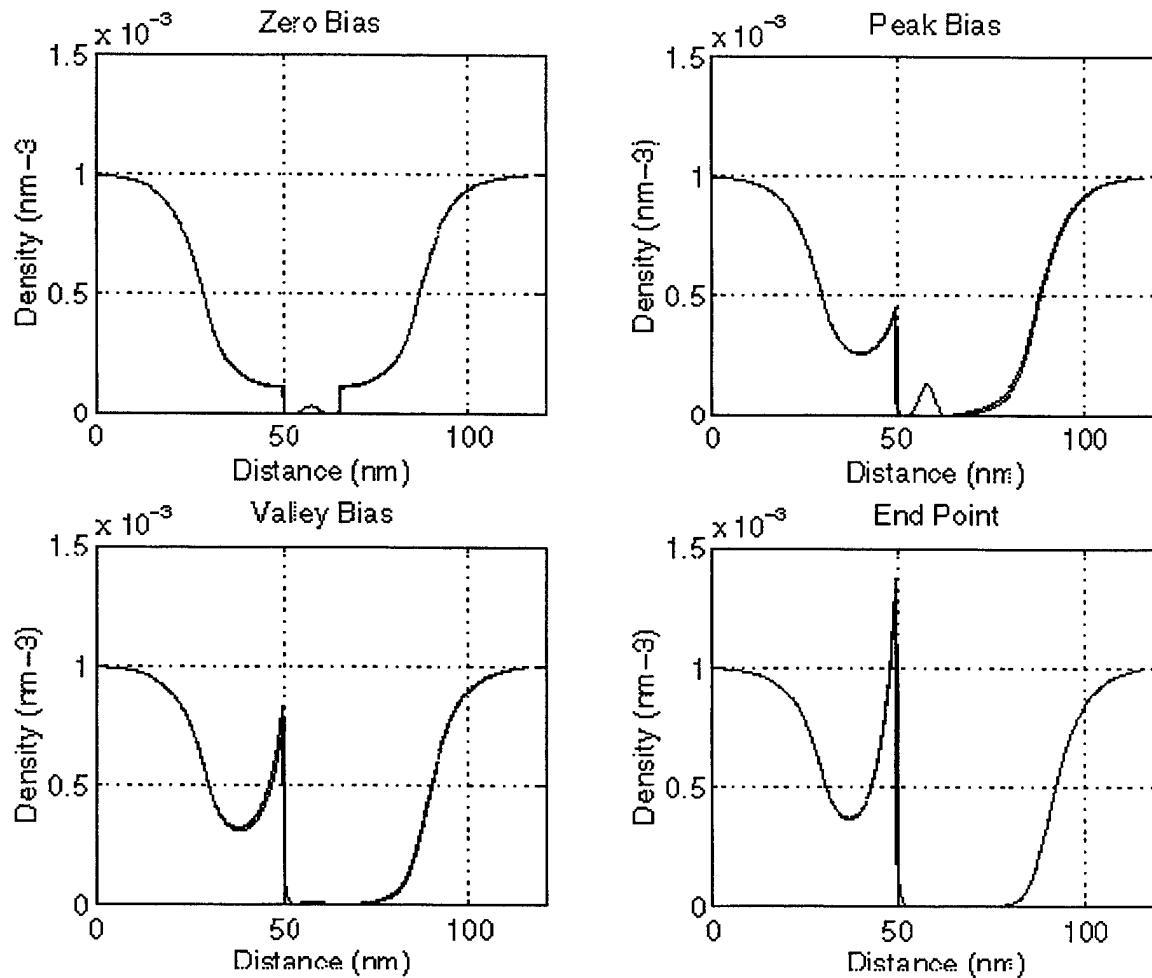 Zero Bias
x 10⁻³
1.5
1
0.5
0
Density (nm−3
0
50
100
Distance (nm)
Peak Bias
x 10⁻³
1.5
1
0.5
0
Density (nm−3)
0
50
100
Distance (nm)
Valley Bias
x 10⁻³
1.5
1
0.5
0
Density (nm−3)
0
50
100
Distance (nm)
End Point
x 10⁻³
1.5
1
0.5
0
Density (nm−3)
0
50
100
Distance (nm)